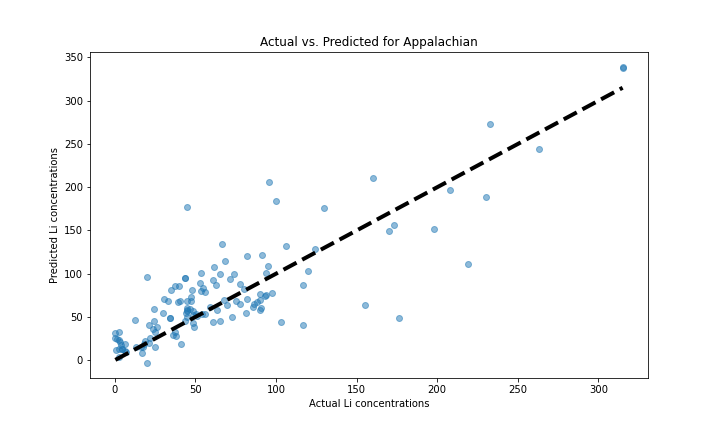 Actual vs. Predicted for Appalachian
350
300
250
200
150
100
50
0
Predicted Li concentrations
0 50 100 150 200 250 300
Actual Li concentrations